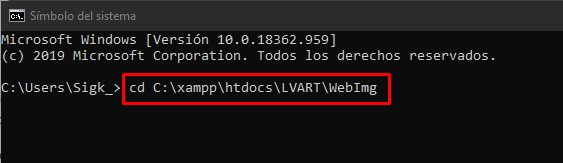 Símbolo del sistema
Microsoft Windows [Versión 10.0.18362.959]
(c) 2019 Microsoft Corporation. Todos los derechos reservados.
C:\Users\Sigk_> cd C:\xampp\htdocs\LVART\WebImg